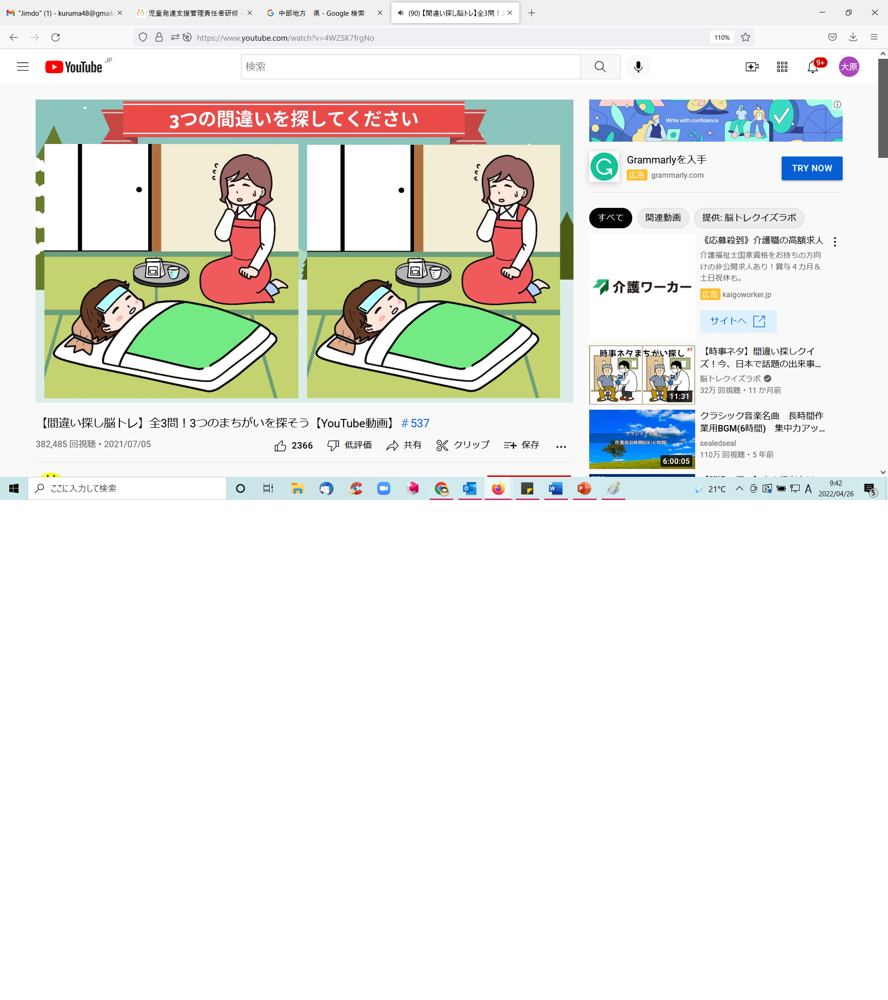 "Jimdo" (1) - kuruma48@gmail.c
児童発達支援管理責任者研修 -
中部地方　県 - Google 検索
(90) 【間違い探し脳トレ】全3問！3
https://www.youtube.com/watch?v=4WZSK7frgNo
110%
YouTube JP
検索
9+
大原
3つの間違いを探してください
Write with confidence
Grammarlyを入手
広告 grammarly.com
TRY NOW
すべて
関連動画
提供: 脳トレクイズラボ
《応募殺到》介護職の高額求人
介護福祉士国家資格をお持ちの方向
けの非公開求人あり！賞与４カ月＆
土日祝休も。
介護ワーカー
広告 kaigoworker.jp
サイトへ
時事ネタまちがい探し #7
11:31
【時事ネタ】間違い探しクイ
ズ！今、日本で話題の出来事...
脳トレクイズラボ
32万 回視聴・11 か月前
クラシック名曲
作業用長時間BGM（６時間）
6:00:05
クラシック音楽名曲　長時間作
業用BGM(6時間)　集中力アッ...
sealedseal
110万 回視聴・5 年前
【間違い探し脳トレ】全3問！3つのまちがいを探そう【YouTube動画】＃537
382,485 回視聴・2021/07/05
2366
低評価
共有
クリップ
保存
ここに入力して検索
21°C
A
9:42
2022/04/26
5